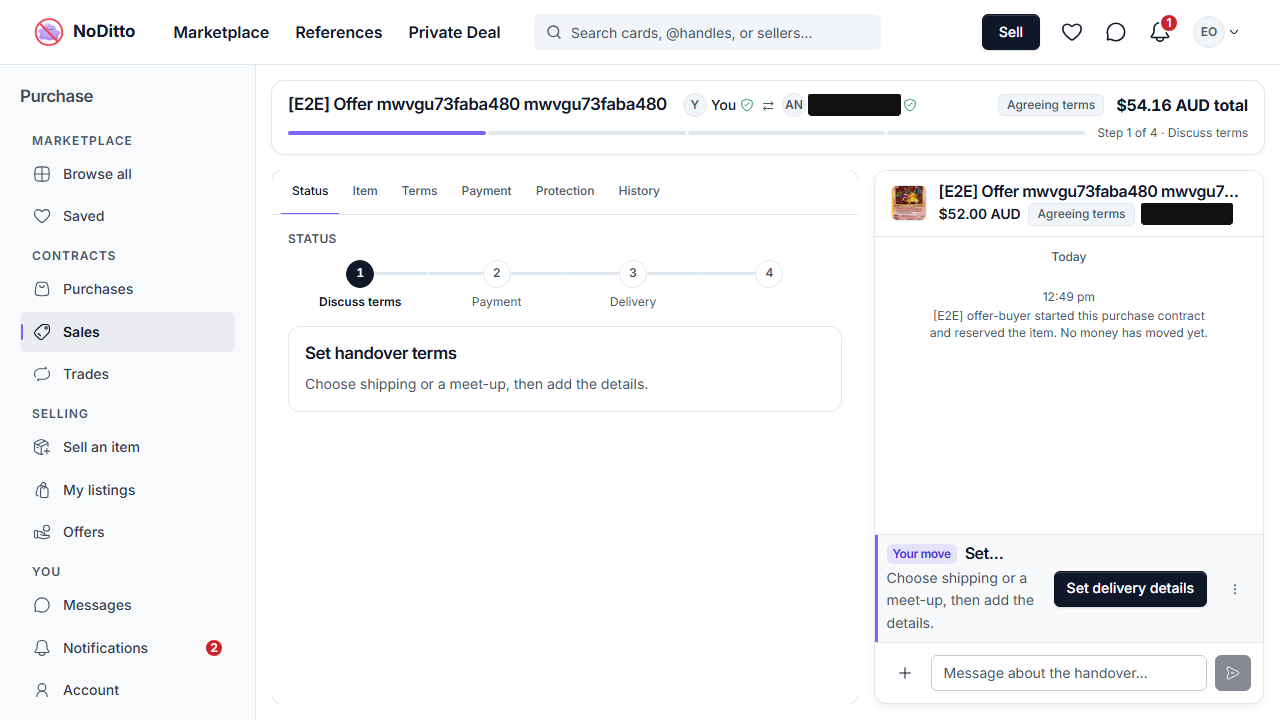 NoDitto
Marketplace References Private Deal
Search cards, @handles, or sellers...
Sell
1
EO
Purchase
MARKETPLACE
Browse all
Saved
CONTRACTS
Purchases
Sales
Trades
SELLING
Sell an item
My listings
Offers
YOU
Messages
Notifications 2
Account
[E2E] Offer mwvgu73faba480 mwvgu73faba480
Y You AN
Agreeing terms $54.16 AUD total
Step 1 of 4 · Discuss terms
Status Item Terms Payment Protection History
STATUS
1 2 3 4
Discuss terms Payment Delivery
Set handover terms
Choose shipping or a meet-up, then add the details.
[E2E] Offer mwvgu73faba480 mwvgu7...
$52.00 AUD Agreeing terms
Today
12:49 pm
[E2E] offer-buyer started this purchase contract
and reserved the item. No money has moved yet.
Your move Set...
Choose shipping or a
meet-up, then add the
details.
Set delivery details
Message about the handover...